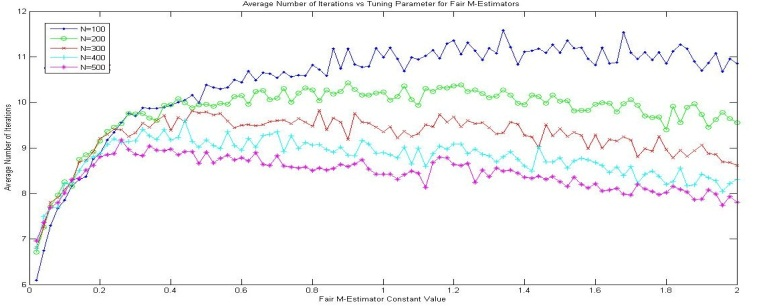 Average Number of Iterations vs Tuning Parameter for Fair M-Estimators
12
N=100
N=200
N=300
N=400
N=500
11
10
9
8
7
6
Average Number of Iterations
0 0.2 0.4 0.6 0.8 1 1.2 1.4 1.6 1.8 2
Fair M-Estimator Constant Value